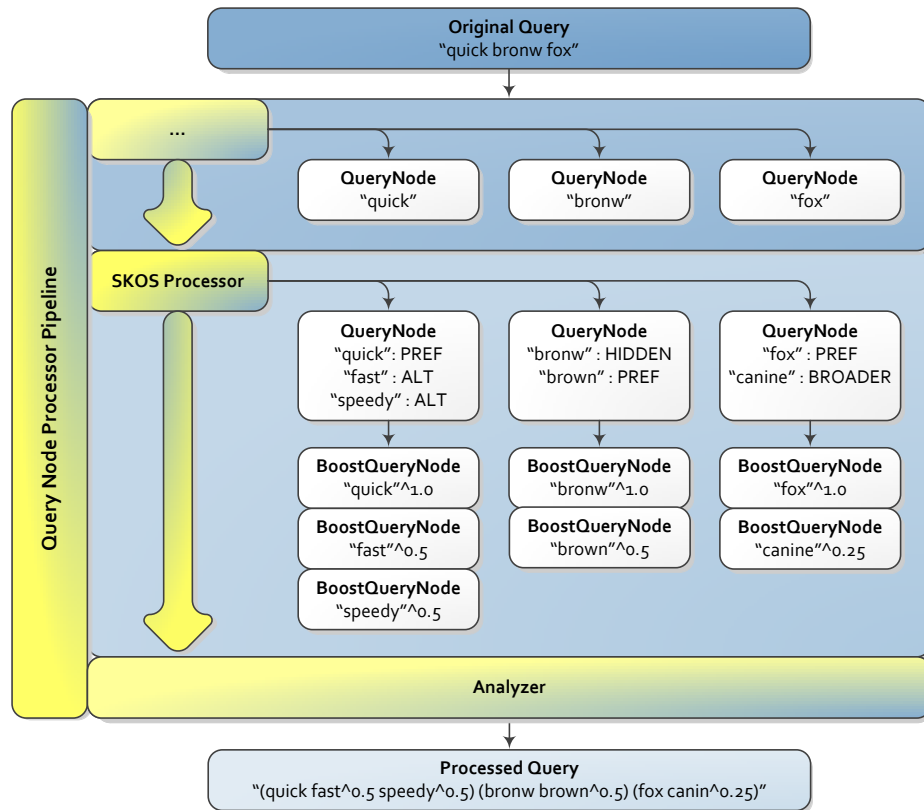 Original Query
“quick bronw fox”
Query Node Processor Pipeline
...
QueryNode
“quick”
QueryNode
“bronw”
QueryNode
“fox”
SKOS Processor
QueryNode
“quick”: PREF
“fast” : ALT
“speedy” : ALT
QueryNode
“bronw” : HIDDEN
“brown” : PREF
QueryNode
“fox” : PREF
“canine” : BROADER
BoostQueryNode
“quick”^1.0
BoostQueryNode
“fast”^0.5
BoostQueryNode
“speedy”^0.5
BoostQueryNode
“bronw”^1.0
BoostQueryNode
“brown”^0.5
BoostQueryNode
“fox”^1.0
BoostQueryNode
“canine”^0.25
Analyzer
Processed Query
“(quick fast^0.5 speedy^0.5) (bronw brown^0.5) (fox canin^0.25)”